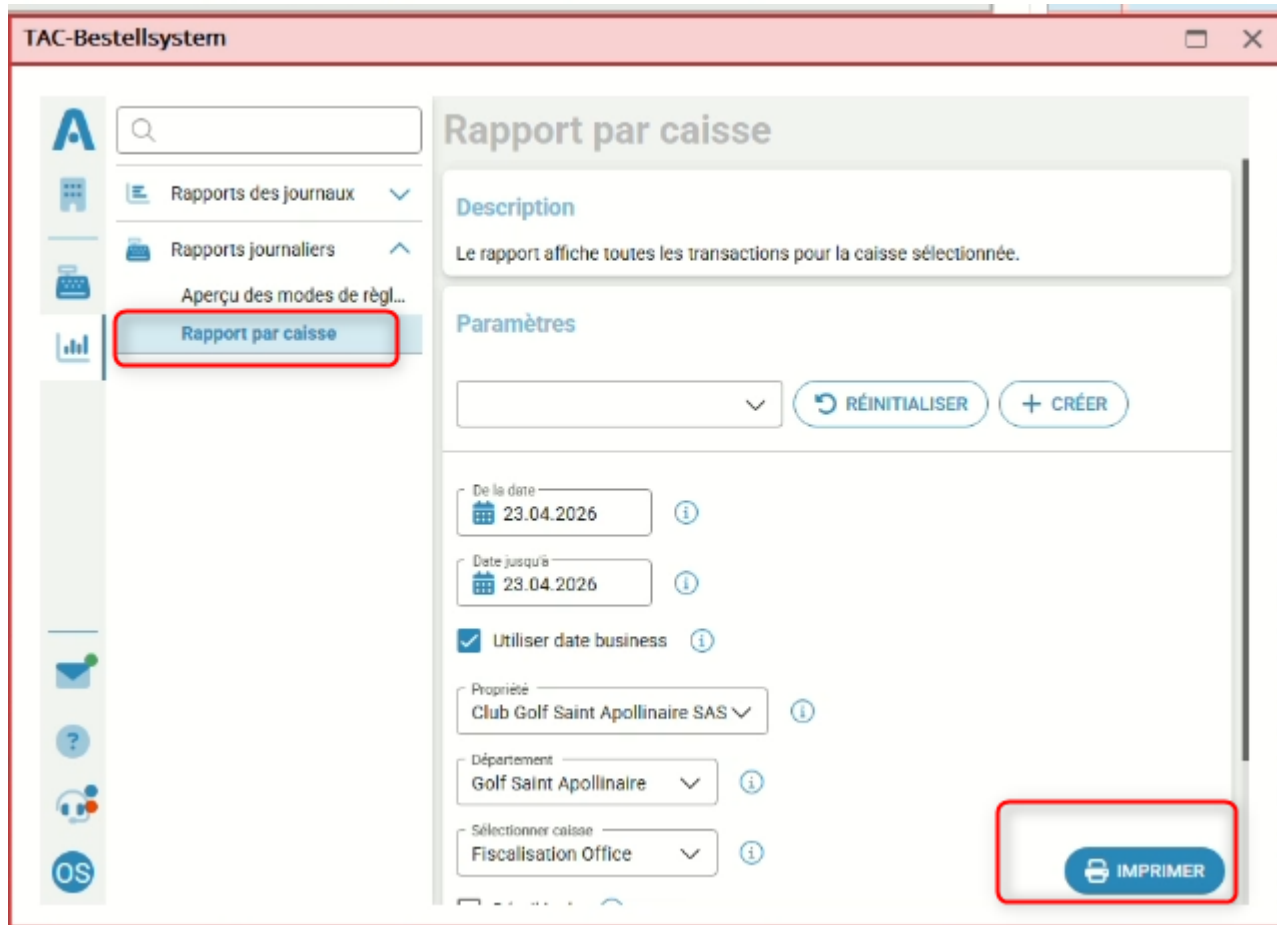 TAC-Bestellsystem
Rapports des journaux
Rapports journaliers
Aperçu des modes de règl...
Rapport par caisse
OS
Rapport par caisse
Description
Le rapport affiche toutes les transactions pour la caisse sélectionnée.
Paramètres
RÉINITIALISER
+ CRÉER
De la date
23.04.2026
Date jusqu'à
23.04.2026
Utiliser date business
Propriété
Club Golf Saint Apollinaire SAS
Département
Golf Saint Apollinaire
Sélectionner caisse
Fiscalisation Office
IMPRIMER